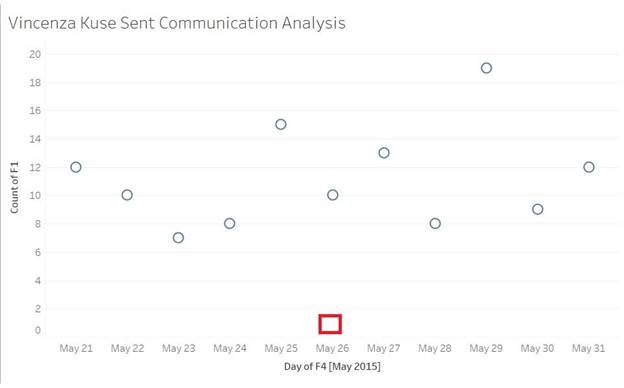 Vincenza Kuse Sent Communication Analysis
20
18
16
14
12
10
8
6
4
2
0
Count of F1
May 21 May 22 May 23 May 24 May 25 May 26 May 27 May 28 May 29 May 30 May 31
Day of F4 [May 2015]